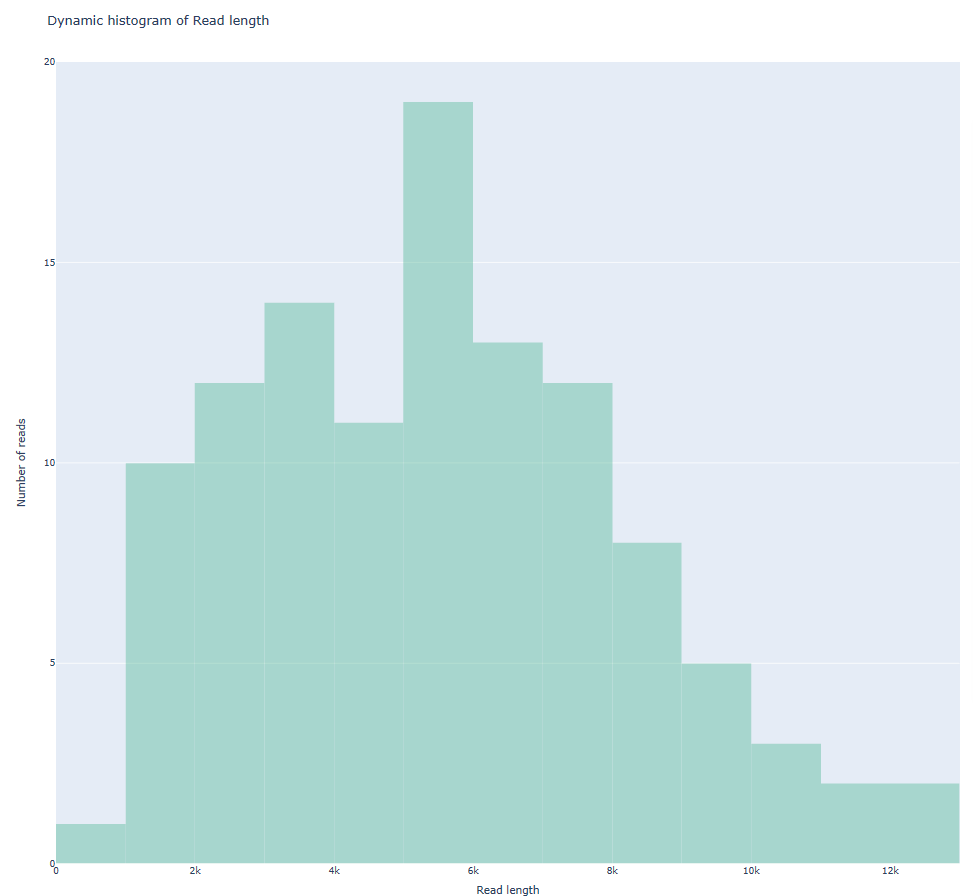 Dynamic histogram of Read length
20
15
10
5
0
Number of reads
0 2k 4k 6k 8k 10k 12k
Read length